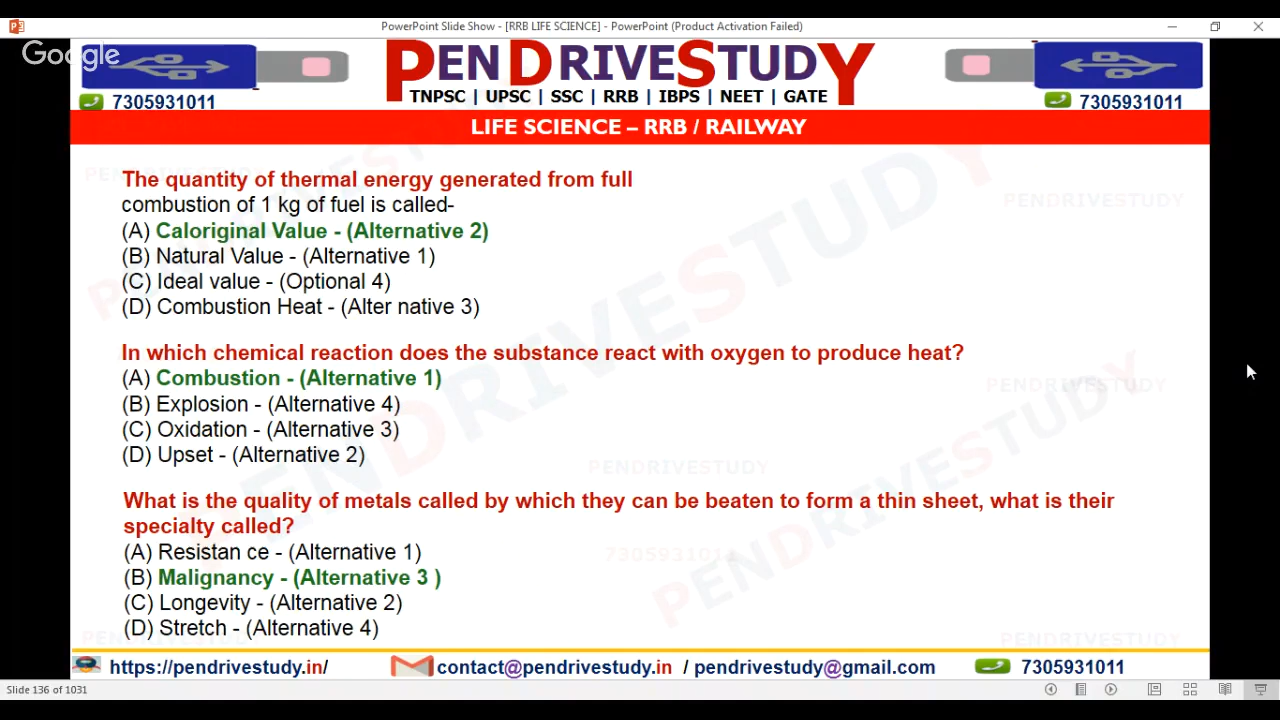 PowerPoint Slide Show - [RRB LIFE SCIENCE] - PowerPoint (Product Activation Failed)
Google
PENDRIVESTUDY
TNPSC | UPSC | SSC | RRB | IBPS | NEET | GATE
7305931011
7305931011
LIFE SCIENCE – RRB / RAILWAY
The quantity of thermal energy generated from full
combustion of 1 kg of fuel is called-
(A) Caloriginal Value - (Alternative 2)
(B) Natural Value - (Alternative 1)
(C) Ideal value - (Optional 4)
(D) Combustion Heat - (Alter native 3)
In which chemical reaction does the substance react with oxygen to produce heat?
(A) Combustion - (Alternative 1)
(B) Explosion - (Alternative 4)
(C) Oxidation - (Alternative 3)
(D) Upset - (Alternative 2)
What is the quality of metals called by which they can be beaten to form a thin sheet, what is their
specialty called?
(A) Resistan ce - (Alternative 1)
(B) Malignancy - (Alternative 3 )
(C) Longevity - (Alternative 2)
(D) Stretch - (Alternative 4)
PENDRIVESTUDY
PENDRIVESTUDY
PENDRIVESTUDY
PENDRIVESTUDY
PENDRIVESTUDY
https://pendrivestudy.in/
contact@pendrivestudy.in / pendrivestudy@gmail.com
7305931011
Slide 136 of 1031